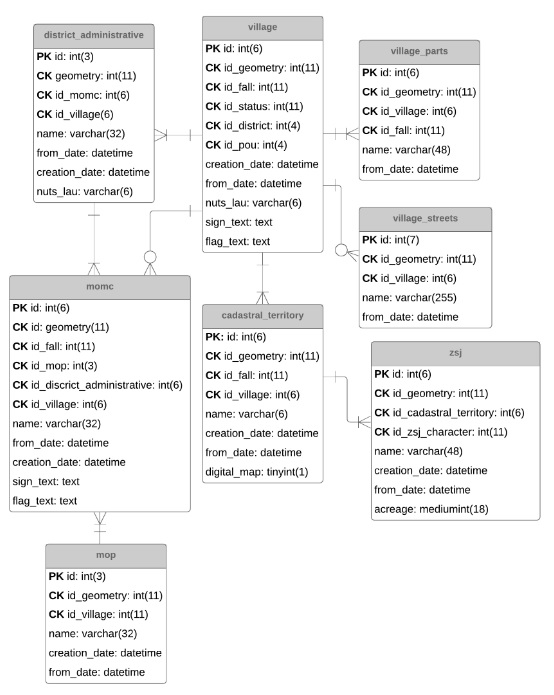 district_administrative
PK id: int(3)
CK geometry: int(11)
CK id_momc: int(6)
CK id_village(6)
name: varchar(32)
from_date: datetime
creation_date: datetime
nuts_lau: varchar(6)
village
PK id: int(6)
CK id_geometry: int(11)
CK id_fall: int(11)
CK id_status: int(11)
CK id_district: int(4)
CK id_pou: int(4)
creation_date: datetime
from_date: datetime
nuts_lau: varchar(6)
sign_text: text
flag_text: text
village_parts
PK id: int(6)
CK id_geometry: int(11)
CK id_village: int(6)
CK id_fall: int(11)
name: varchar(48)
from_date: datetime
village_streets
PK id: int(7)
CK id_geometry: int(11)
CK id_village: int(6)
name: varchar(255)
from_date: datetime
momc
PK id: int(6)
CK id: geometry(11)
CK id_fall: int(11)
CK id_mop: int(3)
CK id_discrict_administrative: int(6)
CK id_village: int(6)
name: varchar(32)
from_date: datetime
creation_date: datetime
sign_text: text
flag_text: text
cadastral_territory
PK: id: int(6)
CK id_geometry: int(11)
CK id_fall: int(11)
CK id_village: int(6)
name: varchar(6)
creation_date: datetime
from_date: datetime
digital_map: tinyint(1)
zsj
PK id: int(6)
CK id_geometry: int(11)
CK id_cadastral_territory: int(6)
CK id_zsj_character: int(11)
name: varchar(48)
creation_date: datetime
from_date: datetime
acreage: mediumint(18)
mop
PK id: int(3)
CK id_geometry: int(11)
CK id_village: int(11)
name: varchar(32)
creation_date: datetime
from_date: datetime